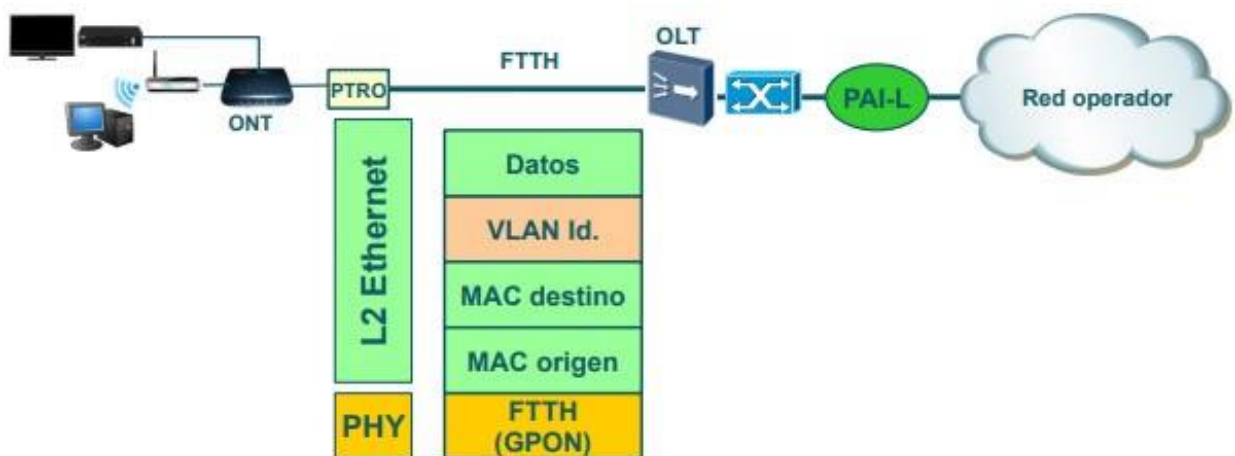 OLT
FTTH
PTRO
ONT
PAI-L
Red operador
L2 Ethernet
Datos
VLAN Id.
MAC destino
MAC origen
PHY
FTTH
(GPON)